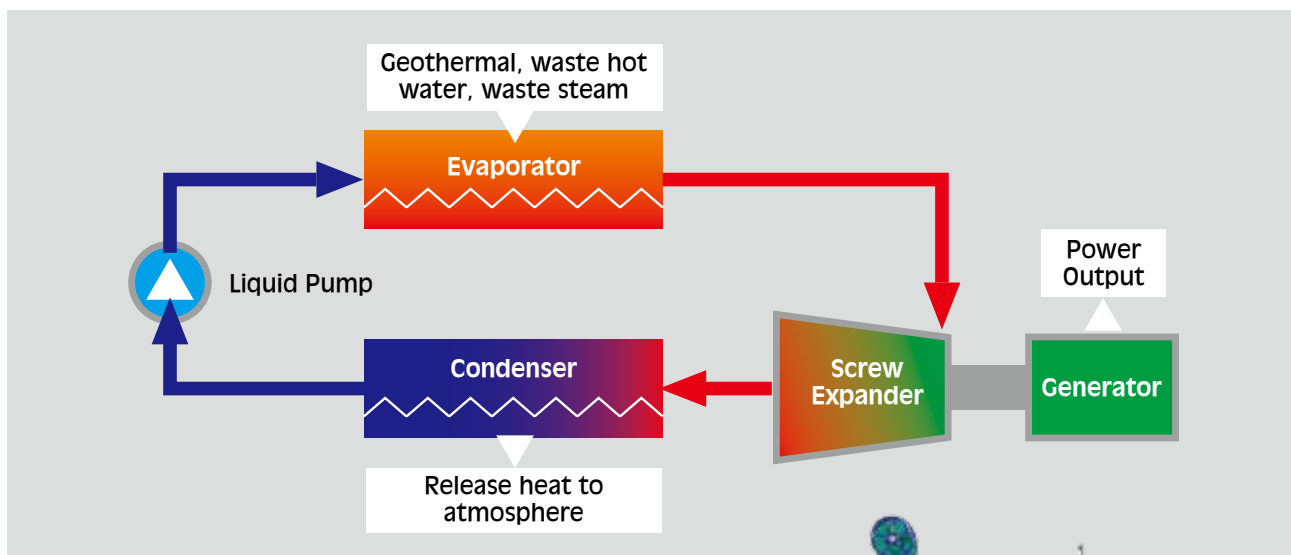 Geothermal, waste hot
water, waste steam
Evaporator
Liquid Pump
Power
Output
Condenser
Screw
Expander
Generator
Release heat to
atmosphere